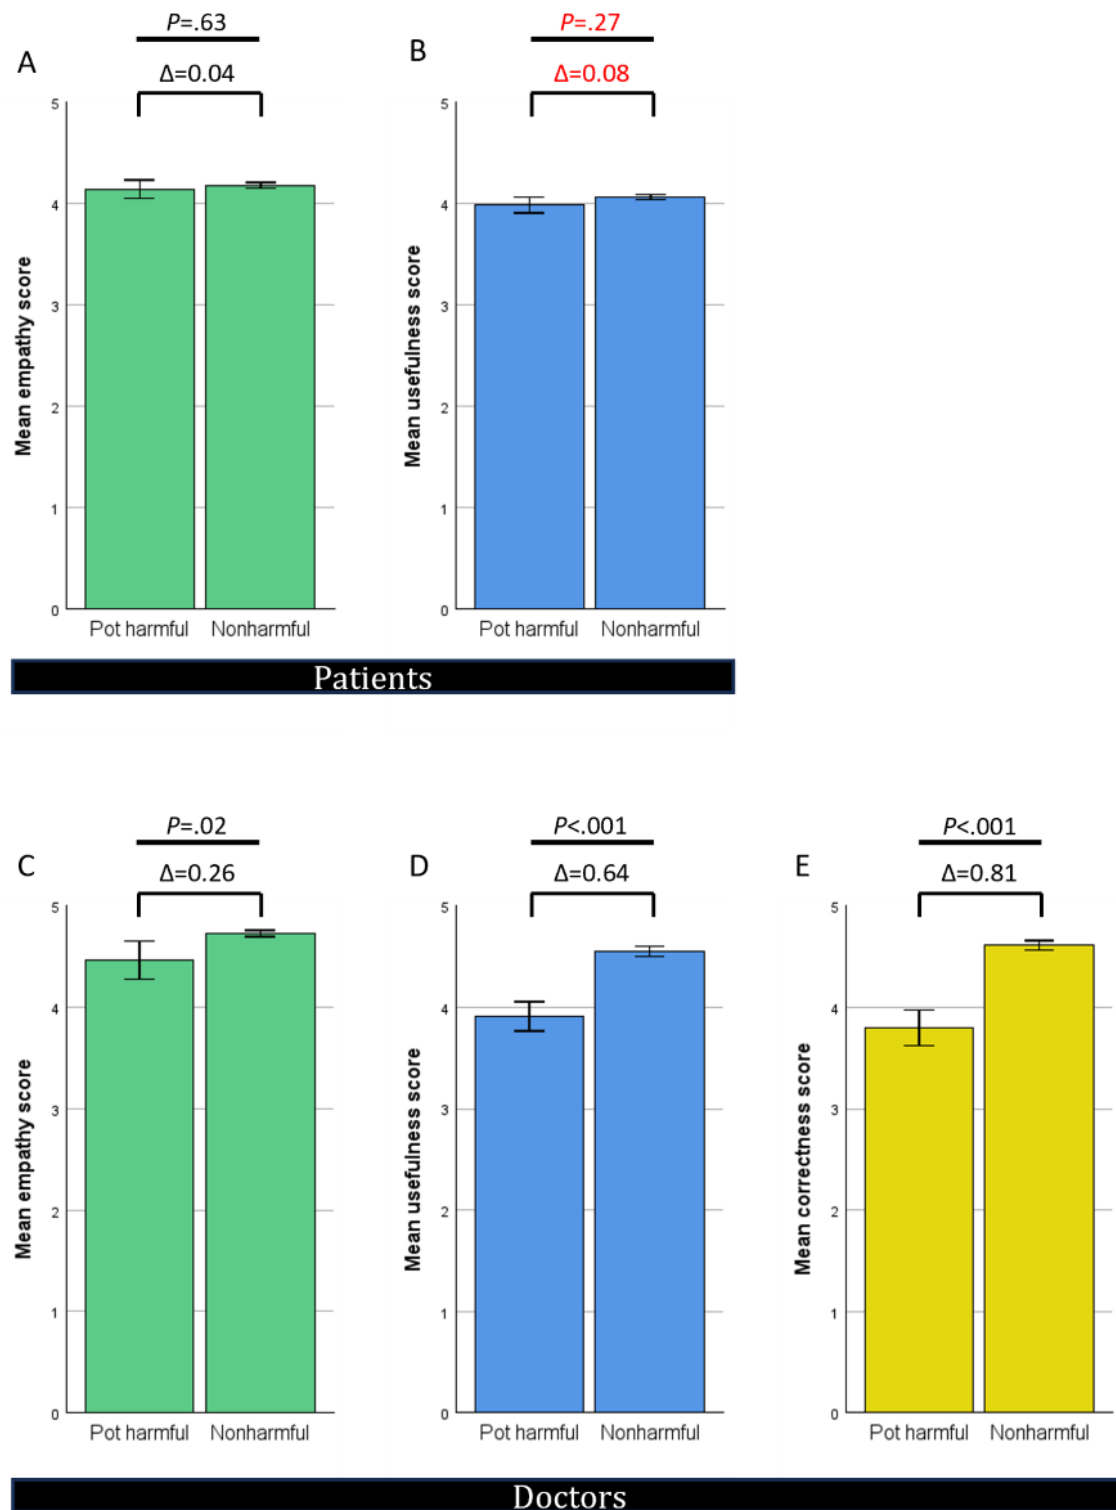 P=.63
A
Δ=0.04
5
4
3
2
1
0
Mean empathy score
Pot harmful Nonharmful
P=.27
B
Δ=0.08
5
4
3
2
1
0
Mean usefulness score
Pot harmful Nonharmful
Patients
P=.02
C
Δ=0.26
5
4
3
2
1
0
Mean empathy score
Pot harmful Nonharmful
P<.001
D
Δ=0.64
5
4
3
2
1
0
Mean usefulness score
Pot harmful Nonharmful
P<.001
E
Δ=0.81
5
4
3
2
1
0
Mean correctness score
Pot harmful Nonharmful
Doctors